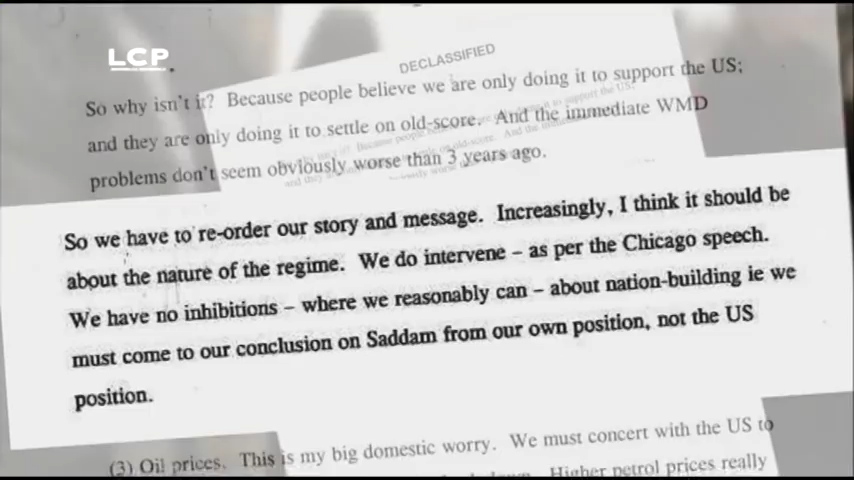 LCP
DECLASSIFIED
So why isn't it? Because people believe we are only doing it to support the US;
and they are only doing it to settle on old-score. And the immediate WMD
problems don't seem obviously worse than 3 years ago.
So we have to re-order our story and message. Increasingly, I think it should be
about the nature of the regime. We do intervene – as per the Chicago speech.
We have no inhibitions – where we reasonably can – about nation-building ie we
must come to our conclusion on Saddam from our own position, not the US
position.
(3) Oil prices. This is my big domestic worry. We must concert with the US to
Higher petrol prices really